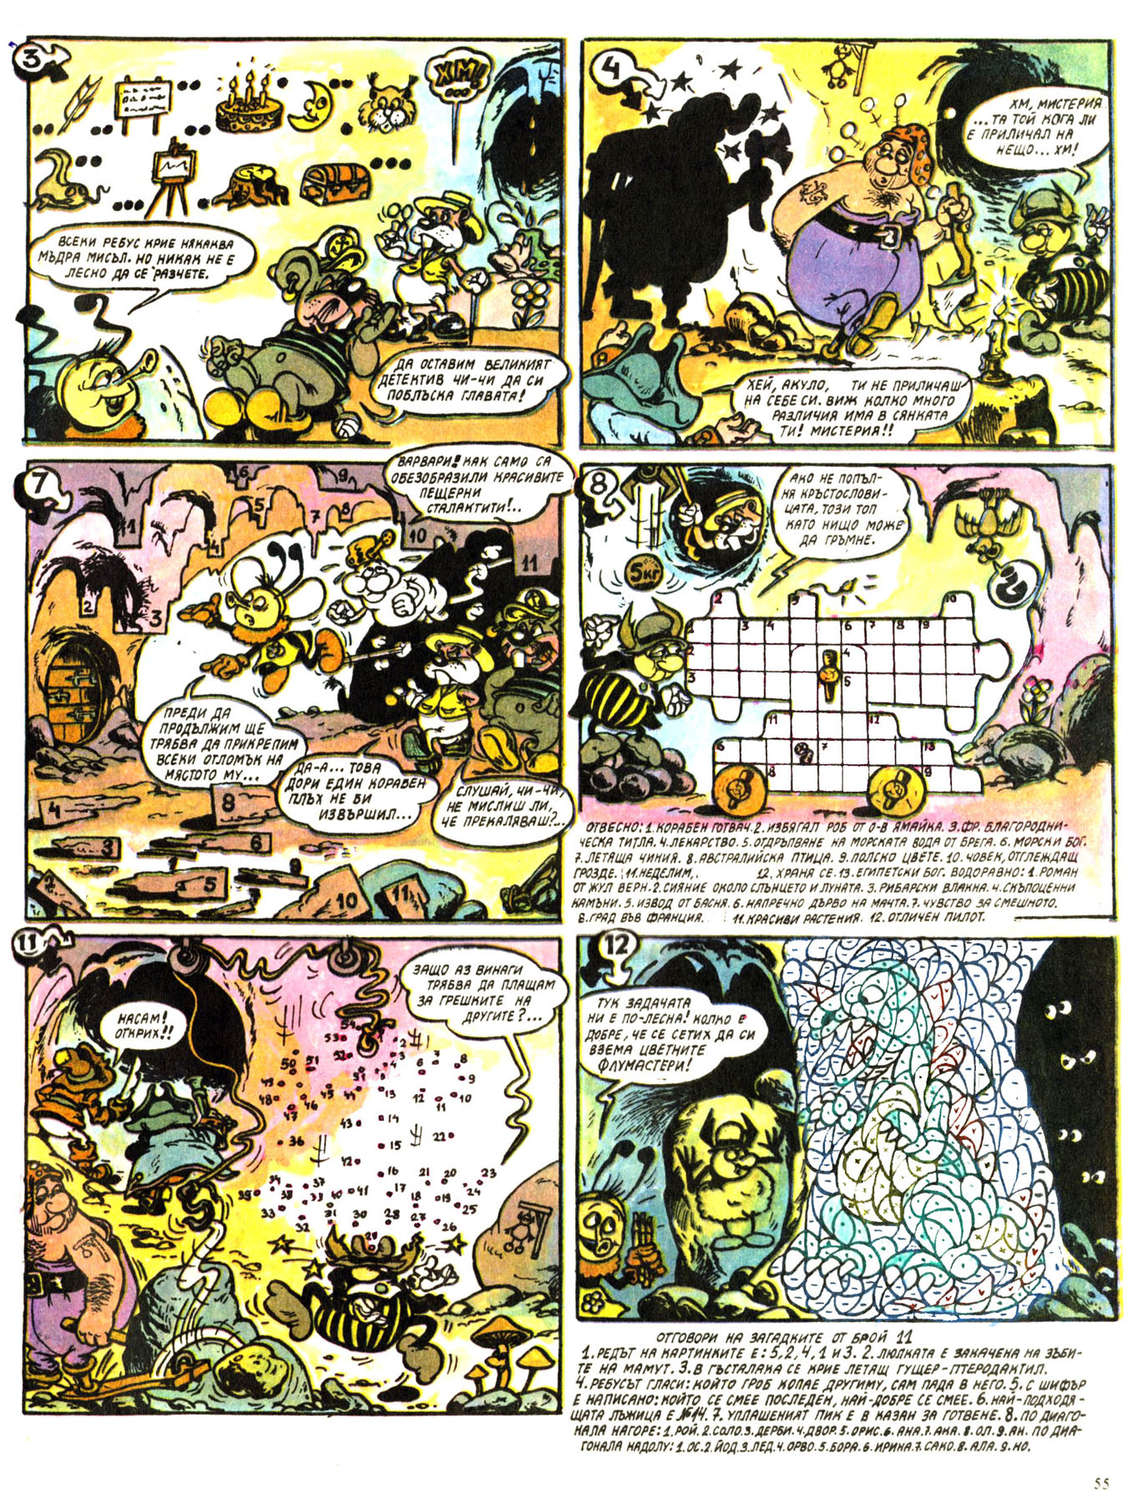 3
ХМ!
...
ВСЕКИ РЕБУС КРИЕ НЯКАКВА
МЪДРА МИСЪЛ. НО НИКАК НЕ Е
ЛЕСНО ДА СЕ РАЗЧЕТЕ.
ДА ОСТАВИМ ВЕЛИКИЯТ
ДЕТЕКТИВ ЧИ-ЧИ ДА СИ
ПОБЛЪСКА ГЛАВАТА!
4
ХМ, МИСТЕРИЯ
...ТА ТОЙ КОГА ЛИ
Е ПРИЛИЧАЛ НА
НЕЩО... ХИ!
ХЕЙ, АКУЛО, ТИ НЕ ПРИЛИЧАШ
НА СЕБЕ СИ. ВИЖ КОЛКО МНОГО
РАЗЛИЧИЯ ИМА В СЯНКАТА
ТИ! МИСТЕРИЯ!!
7
ВАРВАРИ! КАК САМО СА
ОБЕЗОБРАЗИЛИ КРАСИВИТЕ
ПЕЩЕРНИ
СТАЛАКТИТИ!..
ПРЕДИ ДА
ПРОДЪЛЖИМ ЩЕ
ТРЯБВА ДА ПРИКРЕПИМ
ВСЕКИ ОТЛОМЪК НА
МЯСТОТО МУ...
ДА-А... ТОВА
ДОРИ ЕДИН КОРАБЕН
ПЛЪХ НЕ БИ
ИЗВЪРШИЛ...
СЛУШАЙ, ЧИ-ЧИ,
НЕ МИСЛИШ ЛИ,
ЧЕ ПРЕКАЛЯВАШ?..
8
АКО НЕ ПОПЪЛ-
НЯ КРЪСТОСЛОВИ-
ЦАТА, ТОЗИ ТОП
КАТО НИЩО МОЖЕ
ДА ГРЪМНЕ.
5КГ
ОТВЕСНО: 1. КОРАБЕН ГОТВАЧ. 2. ИЗБЯГАЛ РОБ ОТ О-В ЯМАЙКА. 3. ФР. БЛАГОРОДНИ-
ЧЕСКА ТИТЛА. 4. ЛЕКАРСТВО. 5. ОТДРЪПВАНЕ НА МОРСКАТА ВОДА ОТ БРЕГА. 6. МОРСКИ БОГ.
7. ЛЕТЯЩА ЧИНИЯ. 8. АВСТРАЛИЙСКА ПТИЦА. 9. ПОЛСКО ЦВЕТЕ. 10. ЧОВЕК, ОТГЛЕЖДАЩ
ГРОЗДЕ. 11. НЕДЕЛИМ. 12. ХРАНЯ СЕ. 13. ЕГИПЕТСКИ БОГ. ВОДОРАВНО: 1. РОМАН
ОТ ЖУЛ ВЕРН. 2. СИЯНИЕ ОКОЛО СЛЪНЦЕТО И ЛУНАТА. 3. РИБАРСКИ ВЛАКНА. 4. СКЪПОЦЕННИ
КАМЪНИ. 5. ИЗВОД ОТ БАСНЯ. 6. НАПРЕЧНО ДЪРВО НА МАЧТА. 7. ЧУВСТВО ЗА СМЕШНОТО.
8. ГРАД ВЪВ ФРАНЦИЯ. 11. КРАСИВИ РАСТЕНИЯ. 12. ОТЛИЧЕН ПИЛОТ.
11
НАСАМ!
ОТКРИХ!!
ЗАЩО АЗ ВИНАГИ
ТРЯБВА ДА ПЛАЩАМ
ЗА ГРЕШКИТЕ НА
ДРУГИТЕ?...
12
ТУК ЗАДАЧАТА
НИ Е ПО-ЛЕСНА! КОЛКО Е
ДОБРЕ, ЧЕ СЕ СЕТИХ ДА СИ
ВЗЕМА ЦВЕТНИТЕ
ФЛУМАСТЕРИ!
ОТГОВОРИ НА ЗАГАДКИТЕ ОТ БРОЙ 11
1. РЕДЪТ НА КАРТИНКИТЕ Е: 5, 2, 4, 1 И 3. 2. ЛЮЛКАТА Е ЗАКАЧЕНА НА ЗЪБИ-
ТЕ НА МАМУТ. 3. В ГЪСТАЛАКА СЕ КРИЕ ЛЕТЯЩ ГУЩЕР-ПТЕРОДАКТИЛ.
4. РЕБУСЪТ ГЛАСИ: КОЙТО ГРОБ КОПАЕ ДРУГИМУ, САМ ПАДА В НЕГО. 5. С ШИФЪР
Е НАПИСАНО: КОЙТО СЕ СМЕЕ ПОСЛЕДЕН, НАЙ-ДОБРЕ СЕ СМЕЕ. 6. НАЙ-ПОДХОДЯ-
ЩАТА ЛЪЖИЦА Е №14. 7. УПЛАШЕНИЯТ ПИК Е В КАЗАН ЗА ГОТВЕНЕ. 8. ПО ДИАГО-
НАЛА НАГОРЕ: 1. РОЙ. 2. СОЛО. 3. ДЕРБИ. 4. ДВОР. 5. ОРИС. 6. АНА. 7. АКА. 8. ОЛ. 9. АН. ПО ДИА-
ГОНАЛА НАДОЛУ: 1. ОС. 2. ЙОД. 3. ЛЕД. 4. ОРВО. 5. БОРА. 6. ИРИНА. 7. САКО. 8. АЛА. 9. НО.
55